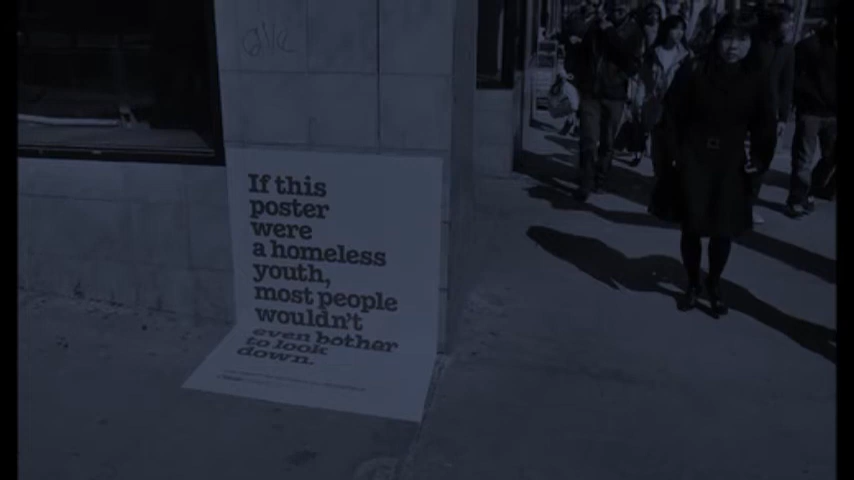 If this
poster
were
a homeless
youth,
most people
wouldn't
even bother
to look
down.